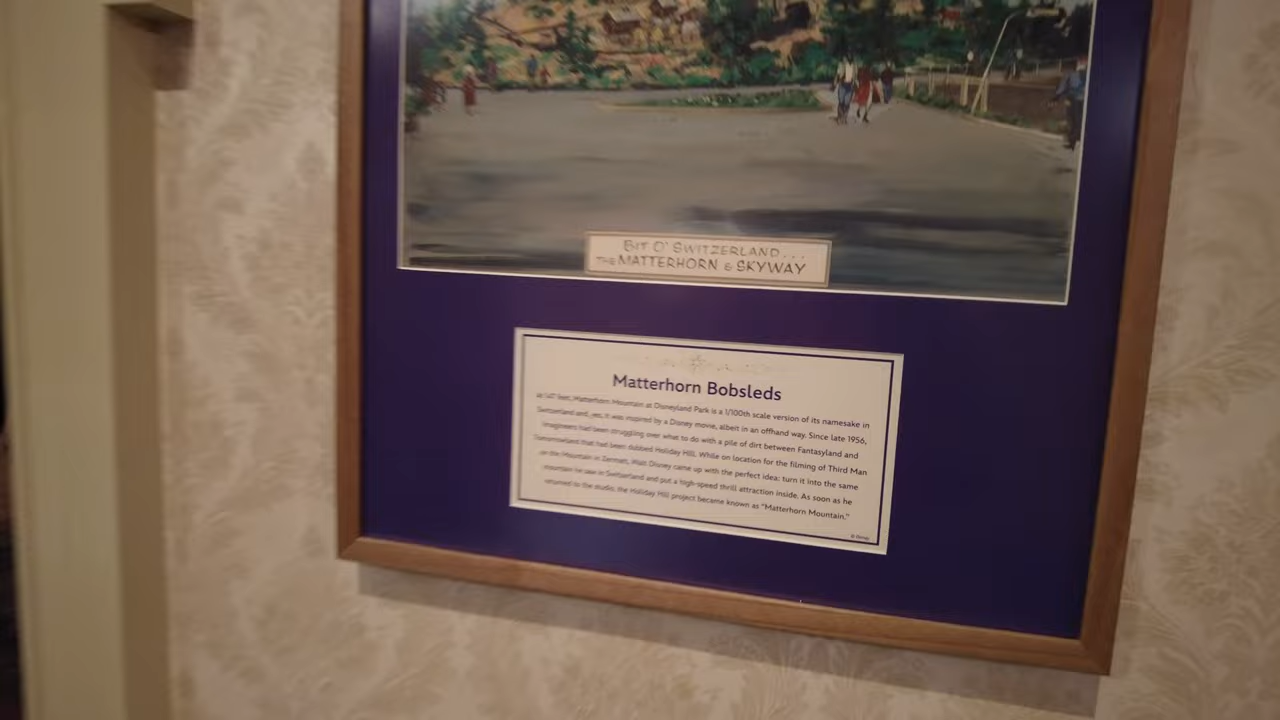 BIT O' SWITZERLAND...
THE MATTERHORN & SKYWAY
Matterhorn Bobsleds
At 147 feet, Matterhorn Mountain at Disneyland Park is a 1/100th scale version of its namesake in
Switzerland and, yes, it was inspired by a Disney movie, albeit in an offhand way. Since late 1956,
Imagineers had been struggling over what to do with a pile of dirt between Fantasyland and
Tomorrowland that had been dubbed Holiday Hill. While on location for the filming of Third Man
on the Mountain in Zermatt, Walt Disney came up with the perfect idea: turn it into the same
mountain he saw in Switzerland and put a high-speed thrill attraction inside. As soon as he
returned to the studio, the Holiday Hill project became known as "Matterhorn Mountain."
© Disney